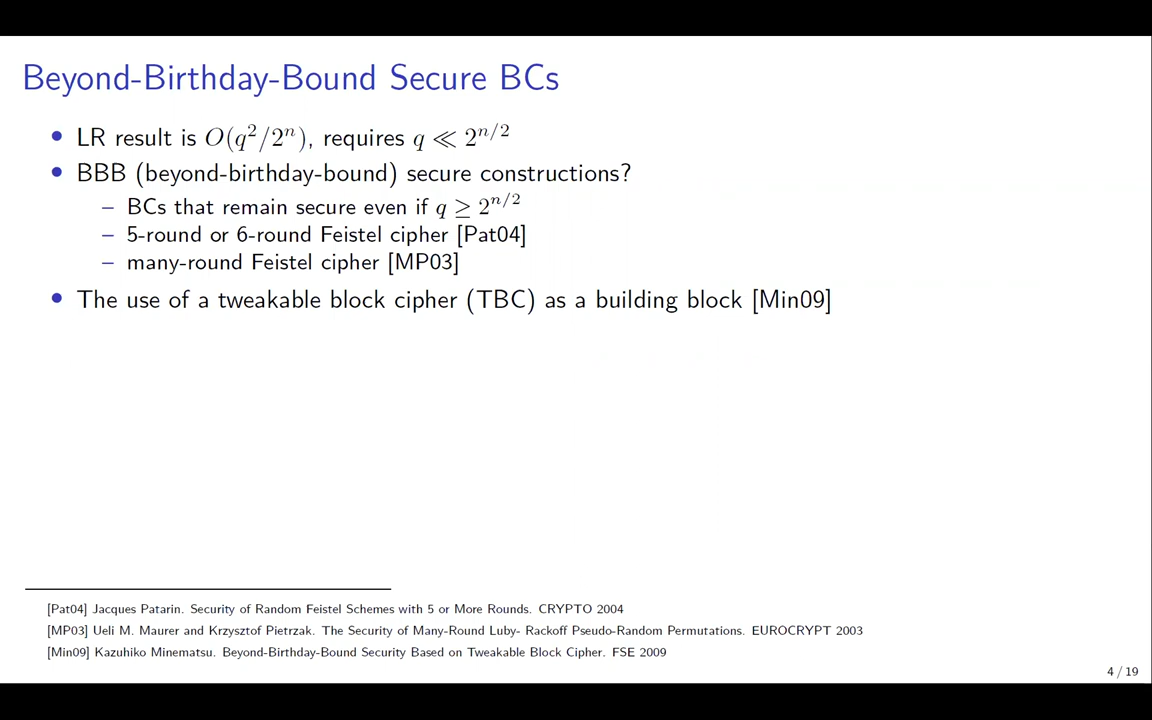 Beyond-Birthday-Bound Secure BCs
• LR result is O(q²/2ⁿ), requires q ≪ 2^{n/2}
• BBB (beyond-birthday-bound) secure constructions?
– BCs that remain secure even if q ≥ 2^{n/2}
– 5-round or 6-round Feistel cipher [Pat04]
– many-round Feistel cipher [MP03]
• The use of a tweakable block cipher (TBC) as a building block [Min09]
[Pat04] Jacques Patarin. Security of Random Feistel Schemes with 5 or More Rounds. CRYPTO 2004
[MP03] Ueli M. Maurer and Krzysztof Pietrzak. The Security of Many-Round Luby- Rackoff Pseudo-Random Permutations. EUROCRYPT 2003
[Min09] Kazuhiko Minematsu. Beyond-Birthday-Bound Security Based on Tweakable Block Cipher. FSE 2009
4 / 19